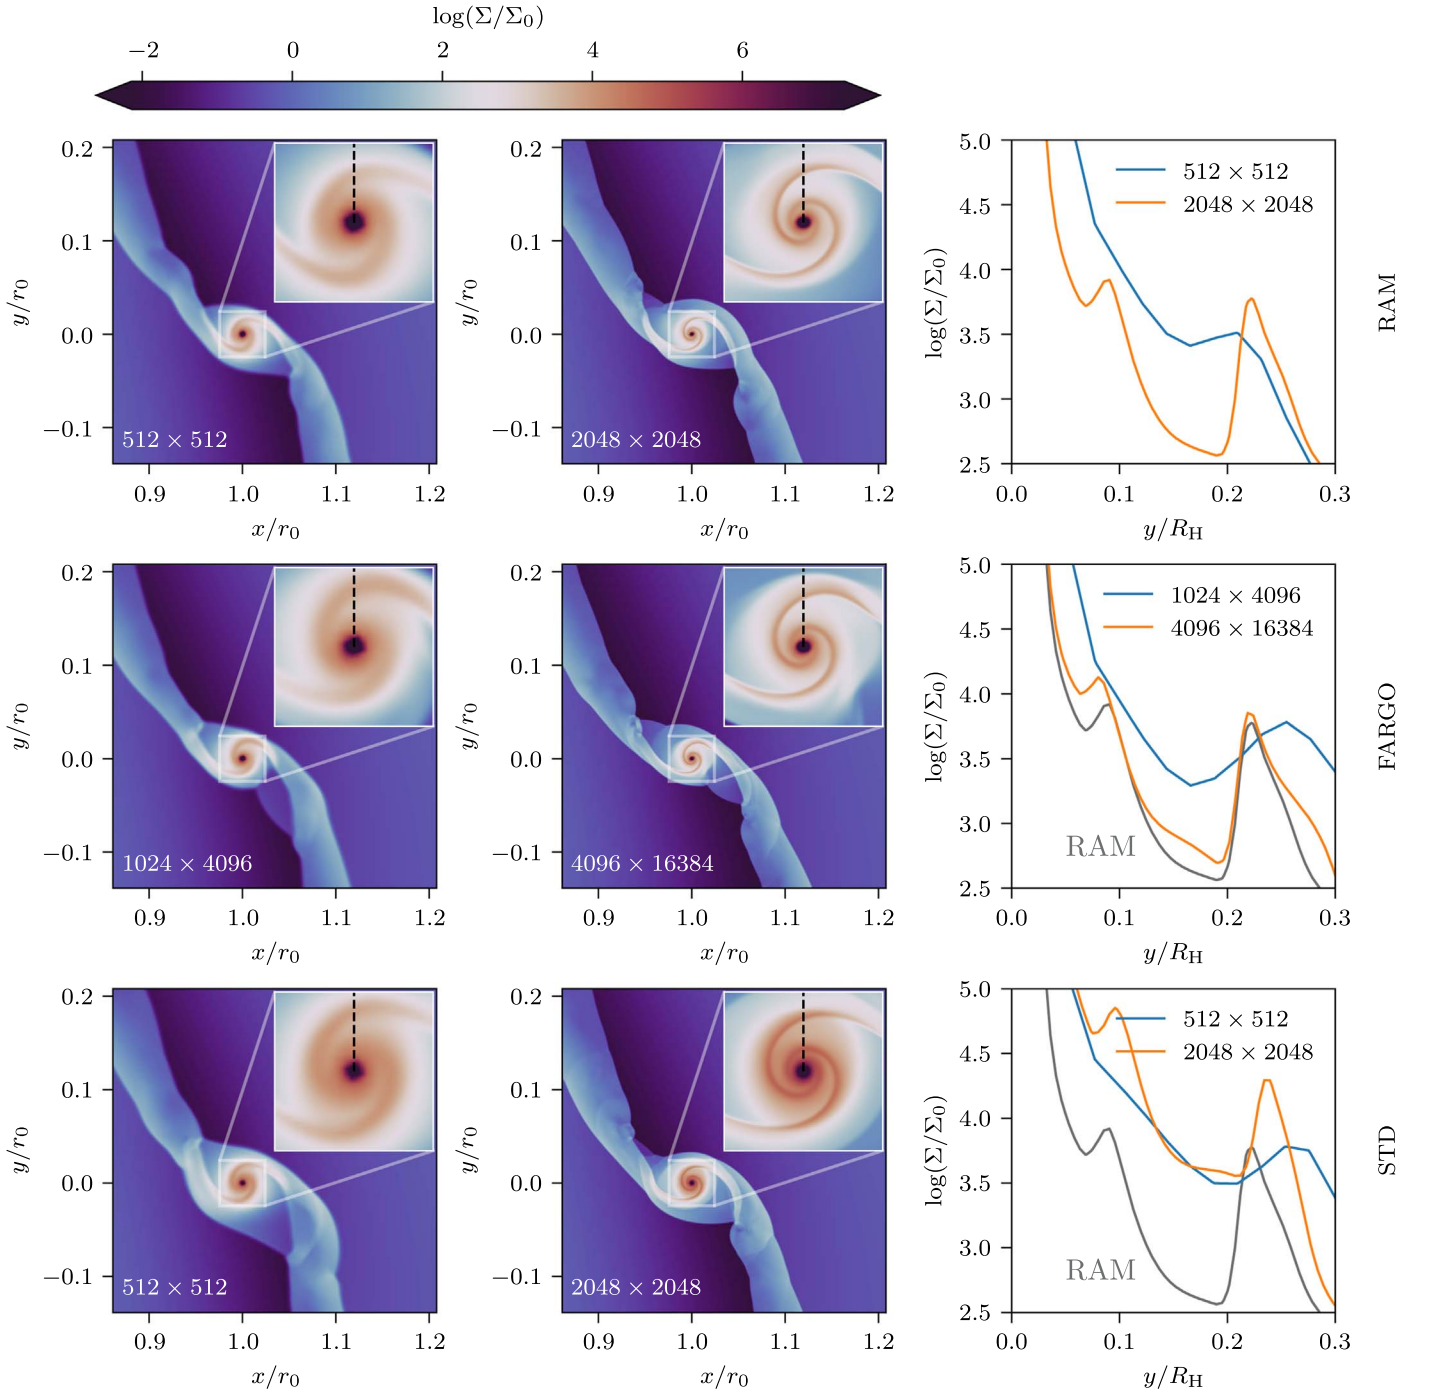 log(Σ/Σ₀)
−2 0 2 4 6
0.2
0.1
0.0
−0.1
y/r₀
512 × 512
0.9 1.0 1.1 1.2
x/r₀
0.2
0.1
0.0
−0.1
y/r₀
2048 × 2048
0.9 1.0 1.1 1.2
x/r₀
5.0
4.5
4.0
3.5
3.0
2.5
log(Σ/Σ₀)
512 × 512
2048 × 2048
0.0 0.1 0.2 0.3
y/R_H
RAM
0.2
0.1
0.0
−0.1
y/r₀
1024 × 4096
0.9 1.0 1.1 1.2
x/r₀
0.2
0.1
0.0
−0.1
y/r₀
4096 × 16384
0.9 1.0 1.1 1.2
x/r₀
5.0
4.5
4.0
3.5
3.0
2.5
log(Σ/Σ₀)
1024 × 4096
4096 × 16384
RAM
0.0 0.1 0.2 0.3
y/R_H
FARGO
0.2
0.1
0.0
−0.1
y/r₀
512 × 512
0.9 1.0 1.1 1.2
x/r₀
0.2
0.1
0.0
−0.1
y/r₀
2048 × 2048
0.9 1.0 1.1 1.2
x/r₀
5.0
4.5
4.0
3.5
3.0
2.5
log(Σ/Σ₀)
512 × 512
2048 × 2048
RAM
0.0 0.1 0.2 0.3
y/R_H
STD